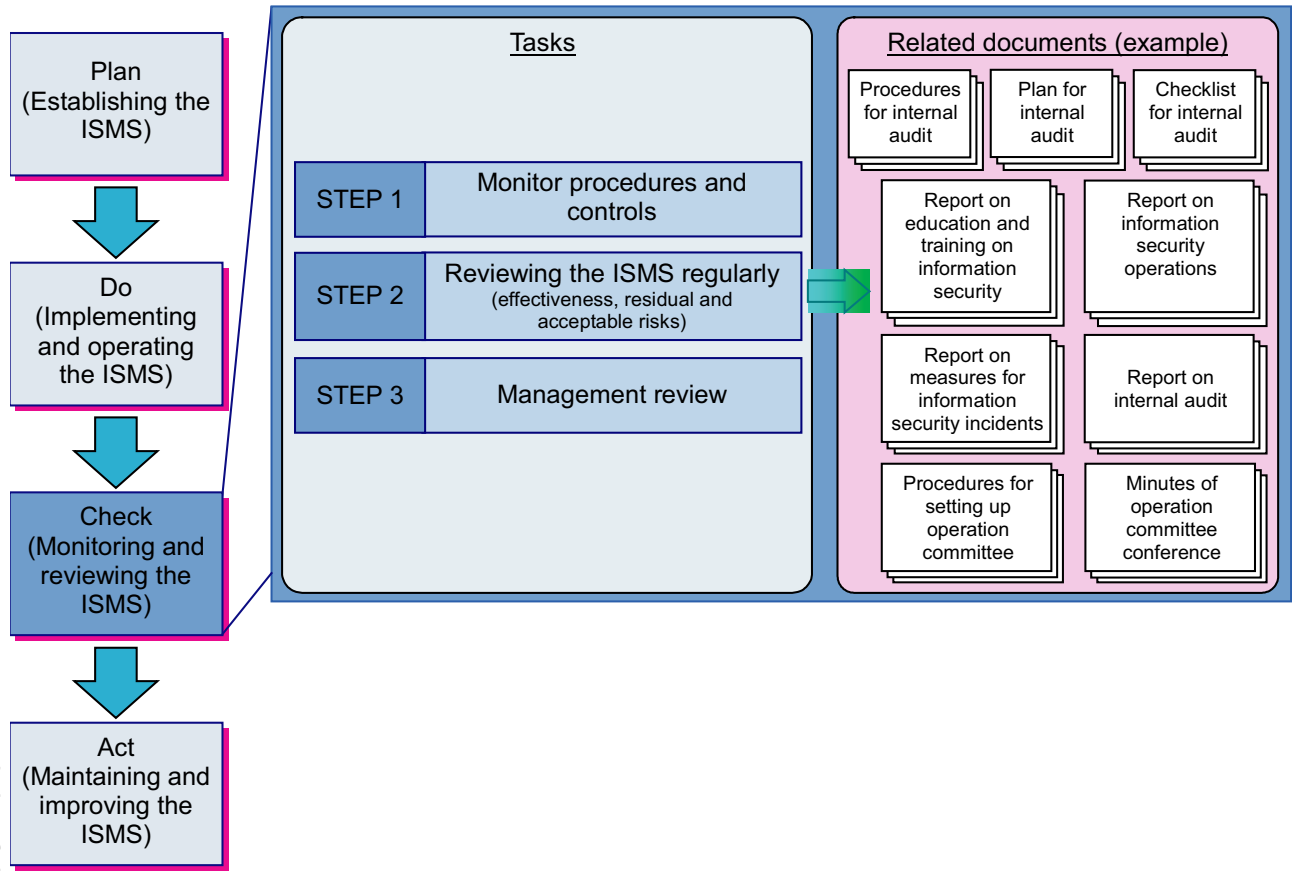 Plan
(Establishing the
ISMS)
Do
(Implementing
and operating
the ISMS)
Check
(Monitoring and
reviewing the
ISMS)
Act
(Maintaining and
improving the
ISMS)
Tasks
STEP 1
Monitor procedures and
controls
STEP 2
Reviewing the ISMS regularly
(effectiveness, residual and
acceptable risks)
STEP 3
Management review
Related documents (example)
Procedures
for internal
audit
Plan for
internal
audit
Checklist
for internal
audit
Report on
education and
training on
information
security
Report on
information
security
operations
Report on
measures for
information
security incidents
Report on
internal audit
Procedures for
setting up
operation
committee
Minutes of
operation
committee
conference